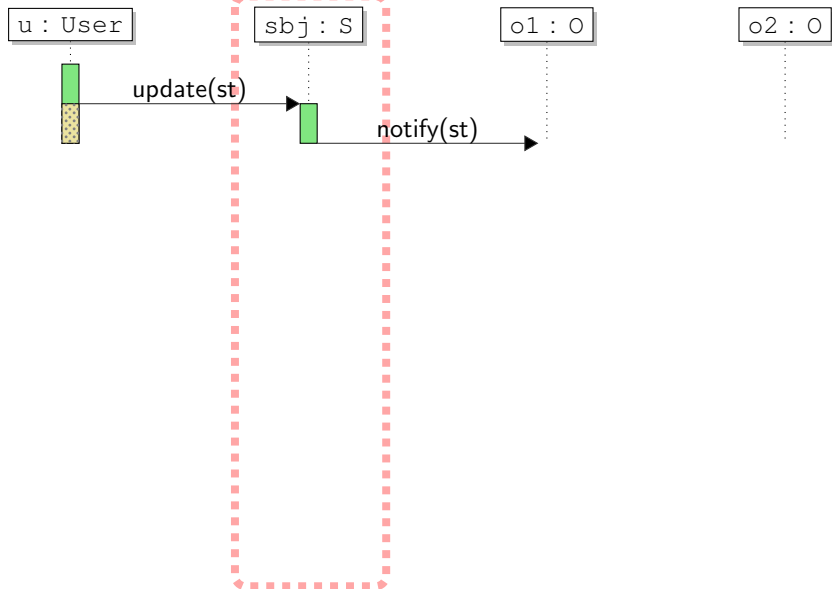 u : User
sbj : S
o1 : O
o2 : O
update(st)
notify(st)